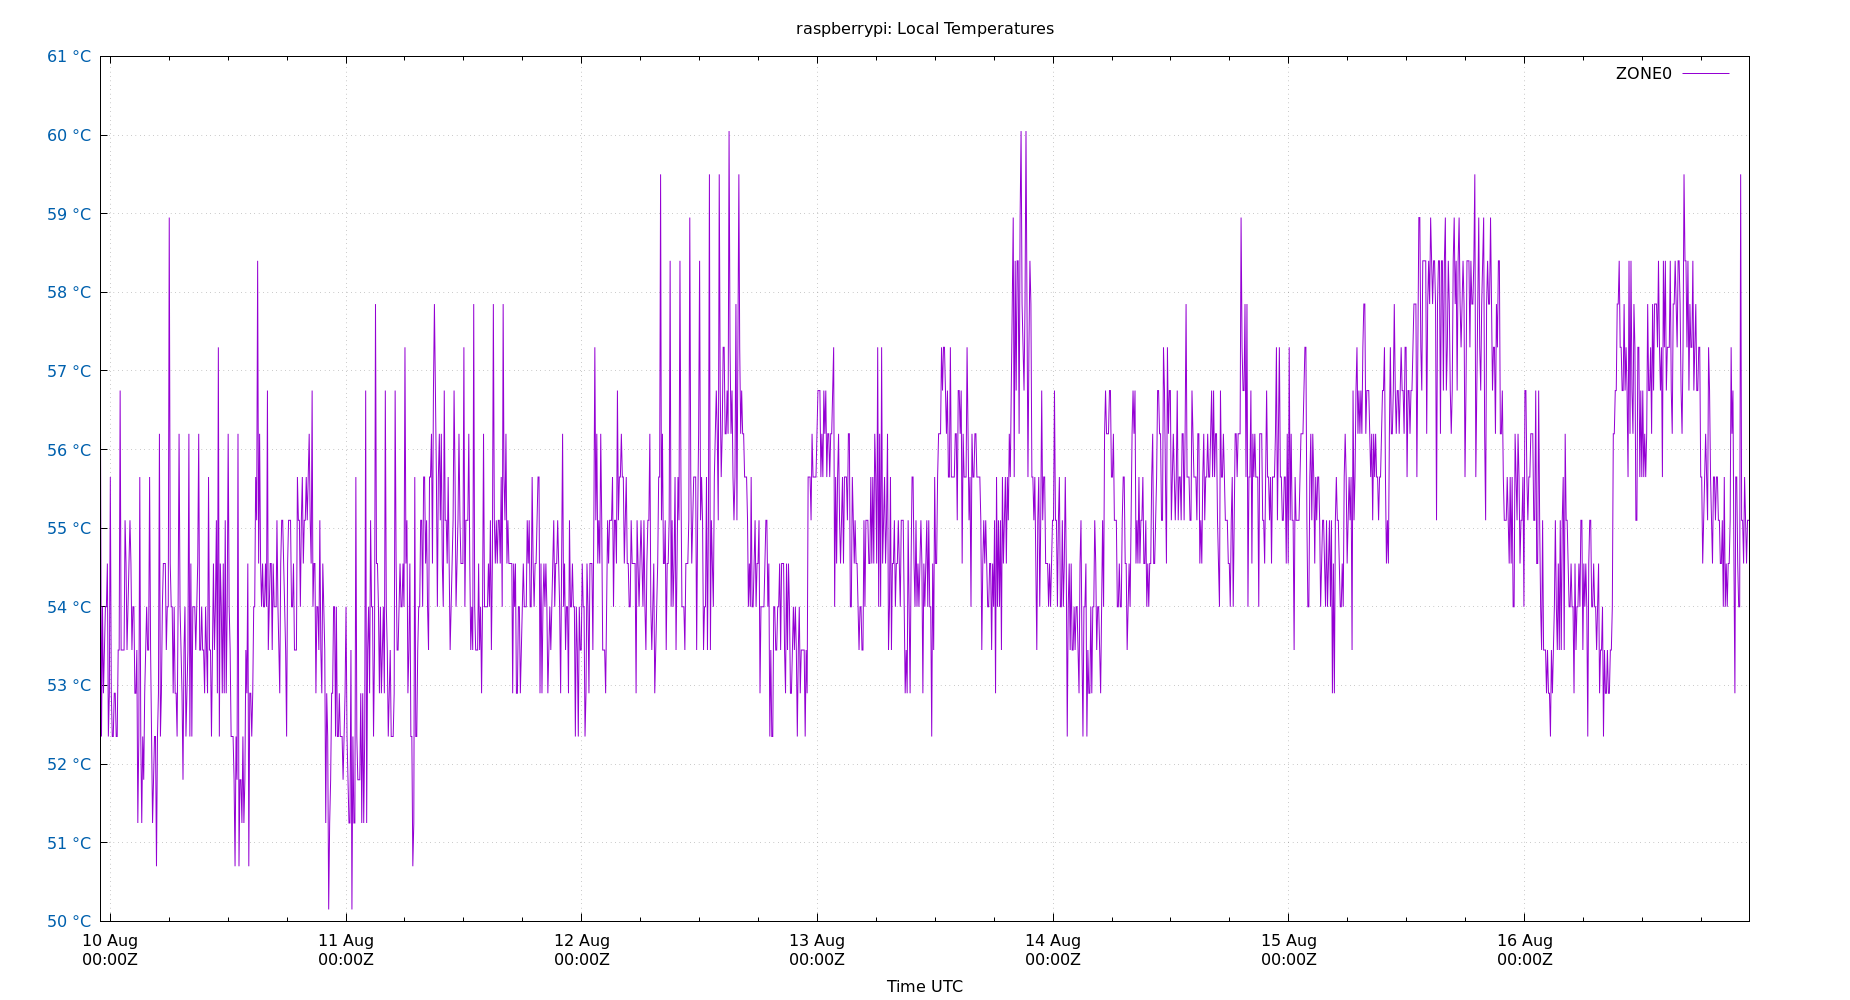 raspberrypi: Local Temperatures
61 °C
ZONE0
60 °C
59 °C
58 °C
57 °C
56 °C
55 °C
54 °C
53 °C
52 °C
51 °C
50 °C
10 Aug 11 Aug 12 Aug 13 Aug 14 Aug 15 Aug 16 Aug
00:00Z 00:00Z 00:00Z 00:00Z 00:00Z 00:00Z 00:00Z
Time UTC